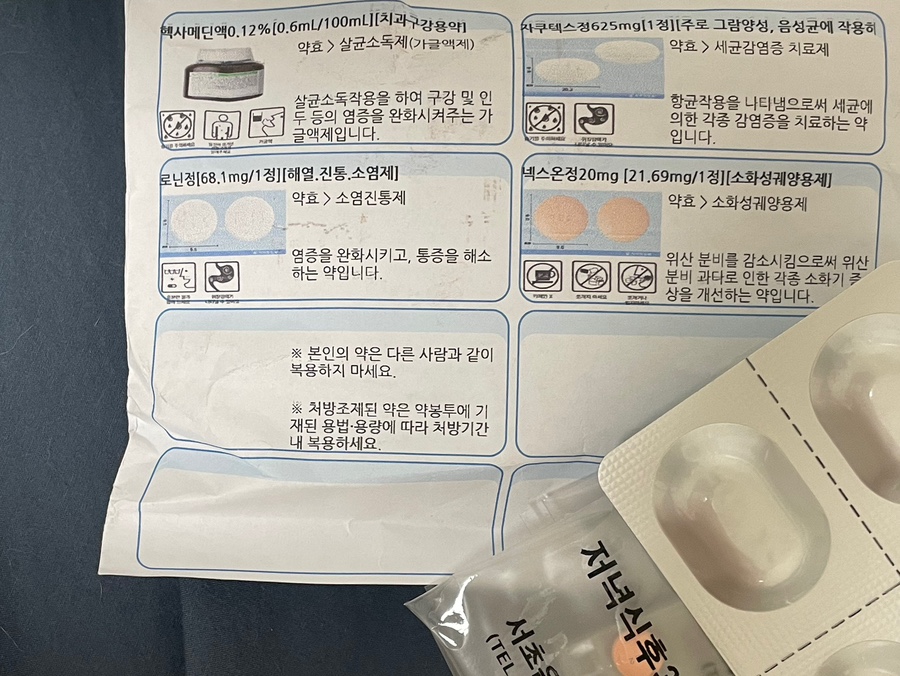 헥사메딘액0.12%[0.6mL/100mL][치과구강용약]
약효 > 살균소독제(가글액제)
살균소독작용을 하여 구강 및 인
두 등의 염증을 완화시켜주는 가
글액제입니다.
가글액
자쿠텍스정625mg[1정][주로 그람양성, 음성균에 작용하
약효 > 세균감염증 치료제
항균작용을 나타냄으로써 세균에
의한 각종 감염증을 치료하는 약
입니다.
로닌정[68.1mg/1정][해열.진통.소염제]
약효 > 소염진통제
염증을 완화시키고, 통증을 해소
하는 약입니다.
넥스온정20mg [21.69mg/1정][소화성궤양용제]
약효 > 소화성궤양용제
위산 분비를 감소시킴으로써 위산
분비 과다로 인한 각종 소화기 증
상을 개선하는 약입니다.
※ 본인의 약은 다른 사람과 같이
복용하지 마세요.
※ 처방조제된 약은 약봉투에 기
재된 용법·용량에 따라 처방기간
내 복용하세요.
저녁식후
서초
(TEL